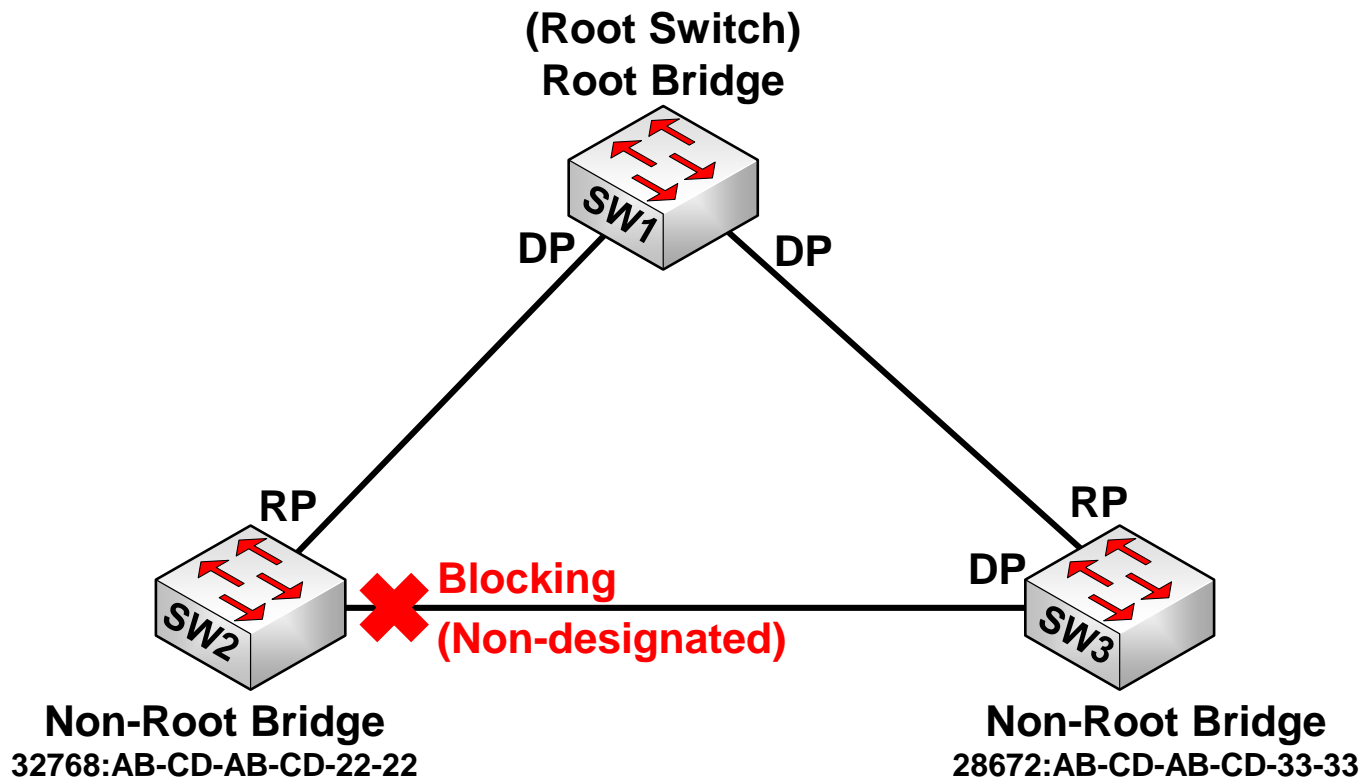 (Root Switch)
Root Bridge
SW1
DP
DP
RP
RP
Blocking
DP
(Non-designated)
SW2
SW3
Non-Root Bridge
32768:AB-CD-AB-CD-22-22
Non-Root Bridge
28672:AB-CD-AB-CD-33-33